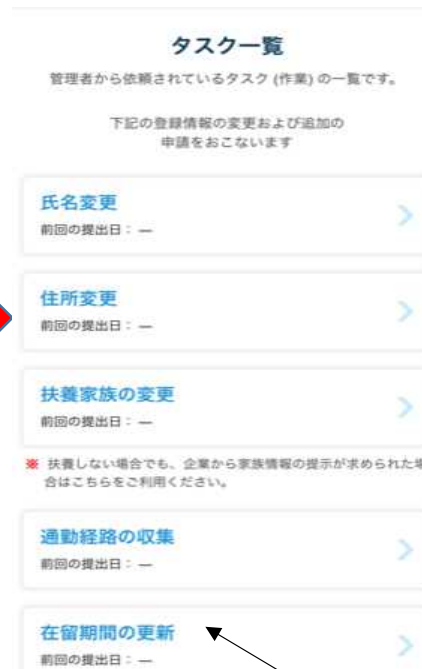 タスク一覧
管理者から依頼されているタスク (作業) の一覧です。
下記の登録情報の変更および追加の
申請をおこないます
氏名変更
前回の提出日： —
住所変更
前回の提出日： —
扶養家族の変更
前回の提出日： —
※ 扶養しない場合でも、企業から家族情報の提示が求められた場
合はこちらをご利用ください。
通勤経路の収集
前回の提出日： —
在留期間の更新
前回の提出日： —